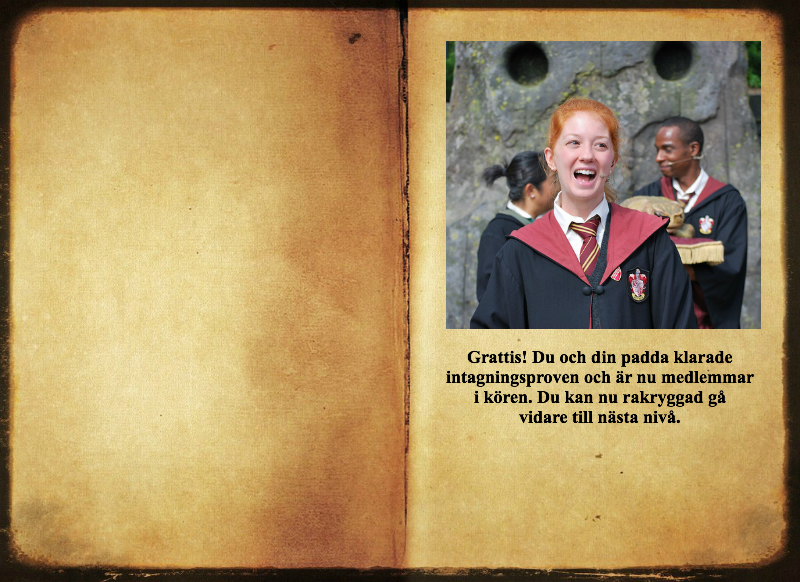 Grattis! Du och din padda klarade
intagningsproven och är nu medlemmar
i kören. Du kan nu rakryggad gå
vidare till nästa nivå.